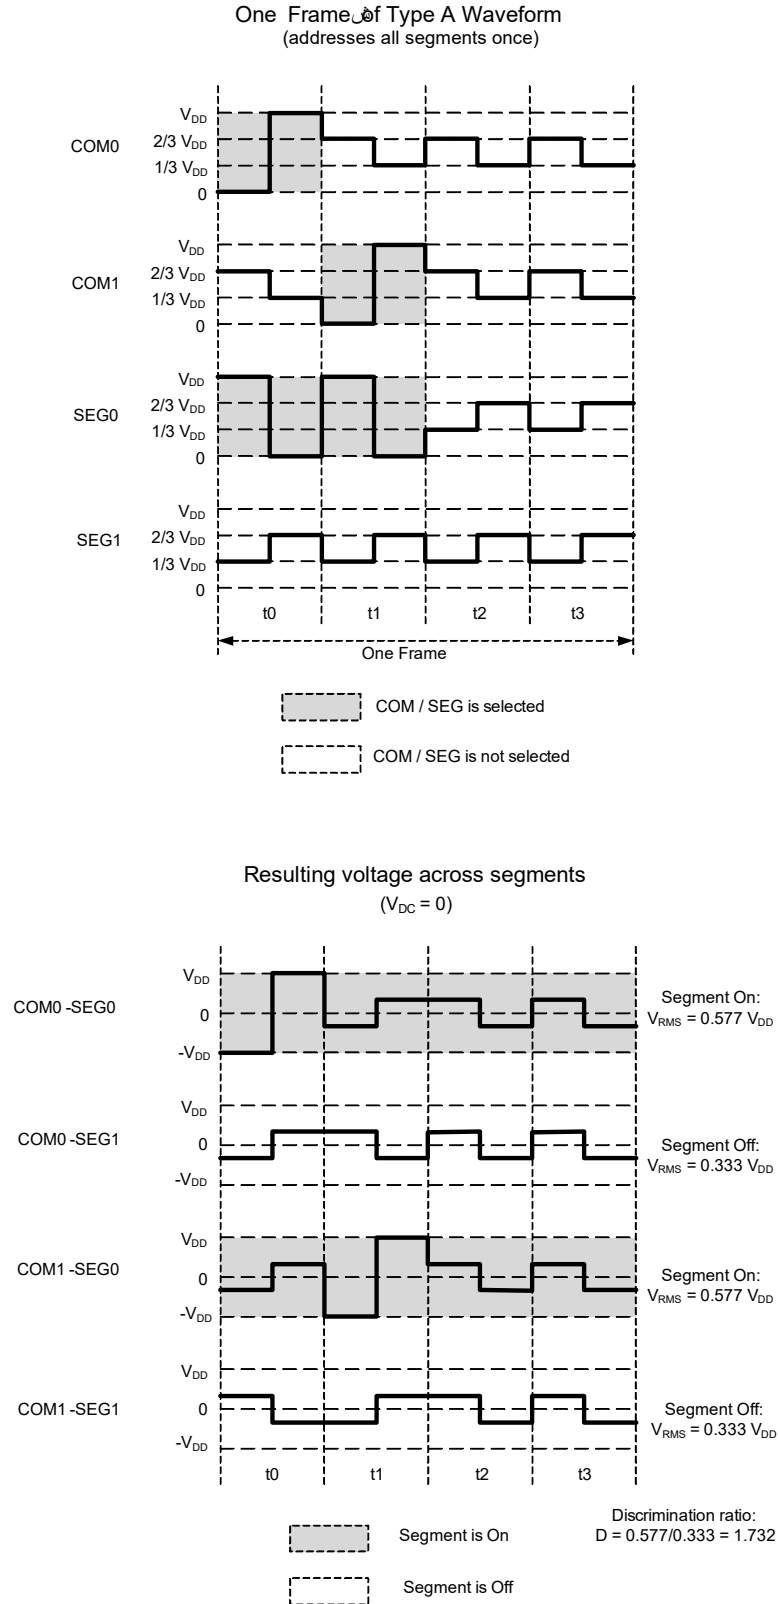 One Frame of Type A Waveform
(addresses all segments once)
COM0
VDD
2/3 VDD
1/3 VDD
0
COM1
VDD
2/3 VDD
1/3 VDD
0
SEG0
VDD
2/3 VDD
1/3 VDD
0
SEG1
VDD
2/3 VDD
1/3 VDD
0
t0 t1 t2 t3
One Frame
COM / SEG is selected
COM / SEG is not selected
Resulting voltage across segments
(VDC = 0)
COM0 -SEG0
VDD
0
-VDD
Segment On:
VRMS = 0.577 VDD
COM0 -SEG1
VDD
0
-VDD
Segment Off:
VRMS = 0.333 VDD
COM1 -SEG0
VDD
0
-VDD
Segment On:
VRMS = 0.577 VDD
COM1 -SEG1
VDD
0
-VDD
Segment Off:
VRMS = 0.333 VDD
t0 t1 t2 t3
Segment is On
Discrimination ratio:
D = 0.577/0.333 = 1.732
Segment is Off